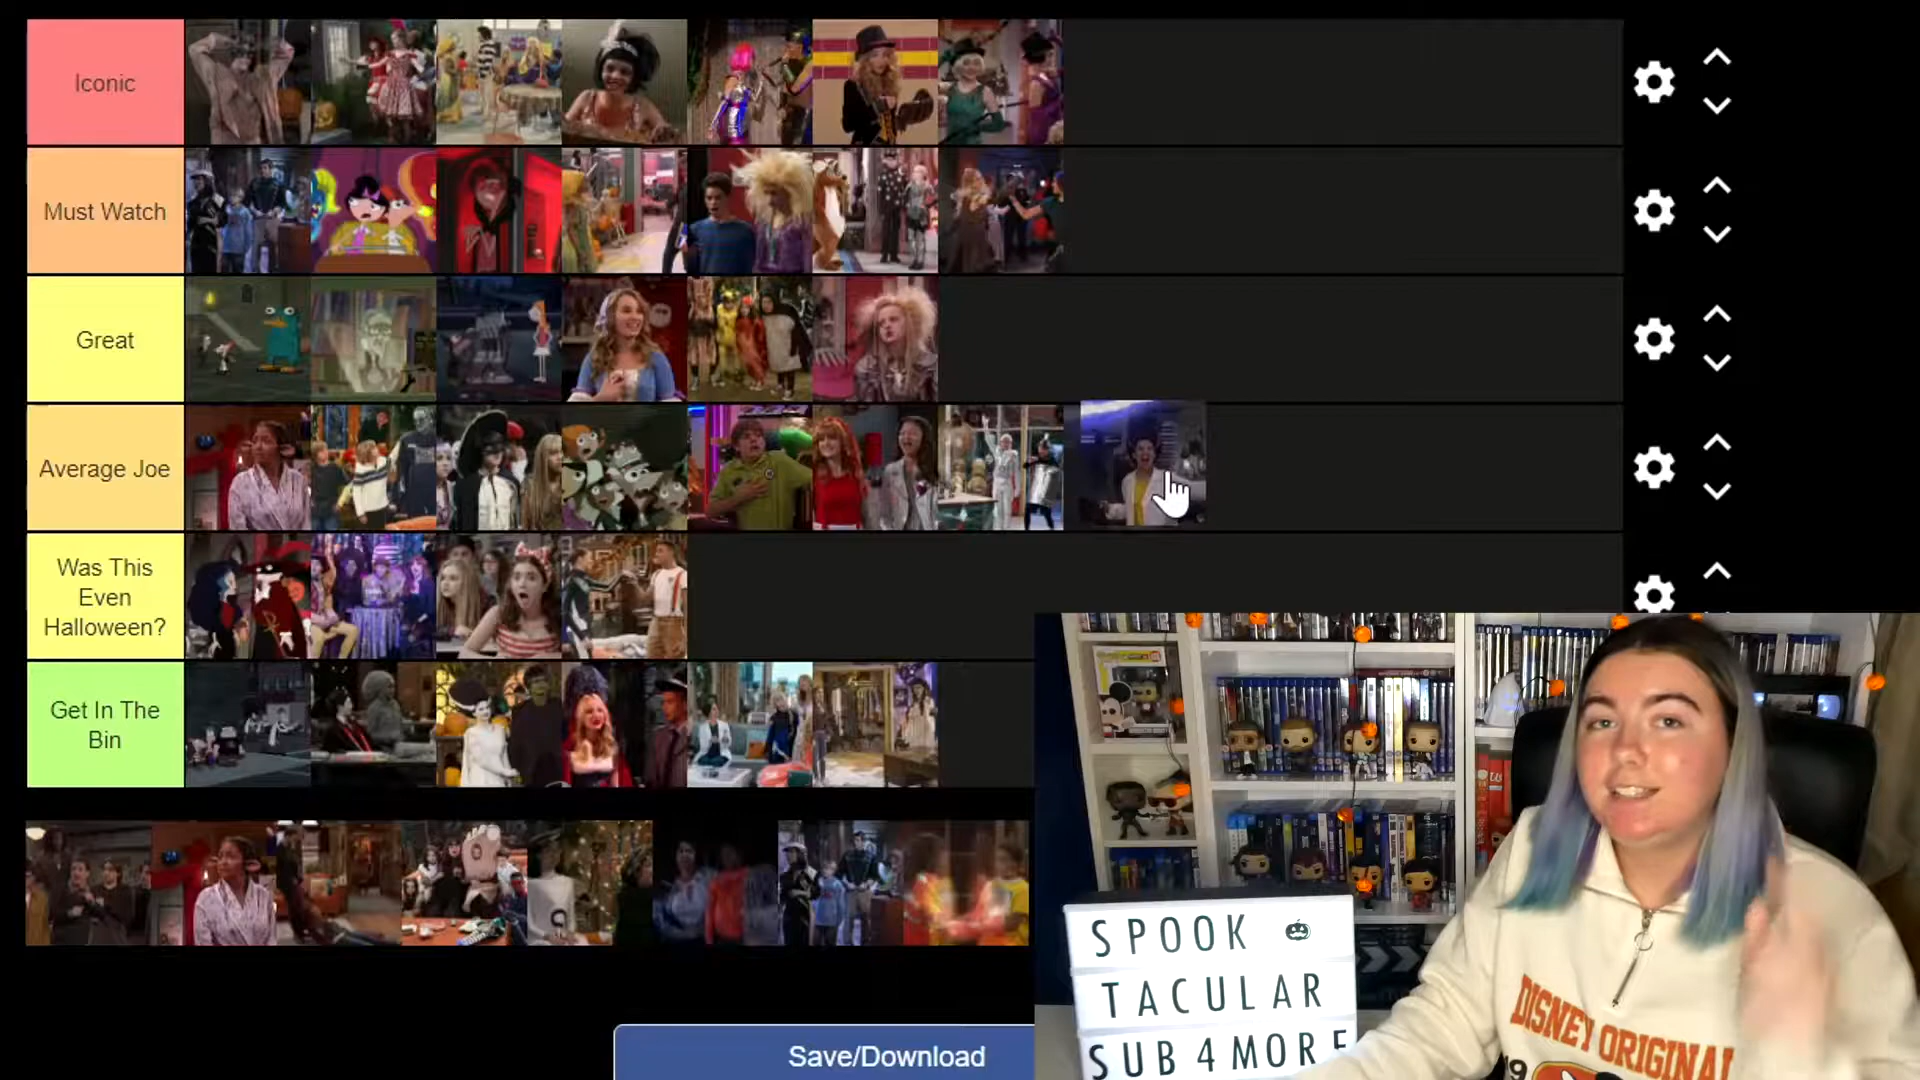 Iconic
Must Watch
Great
Average Joe
Was This
Even
Halloween?
Get In The
Bin
Save/Download
SPOOK
TACULAR
SUB 4 MORE
DISNEY ORIGINAL
19